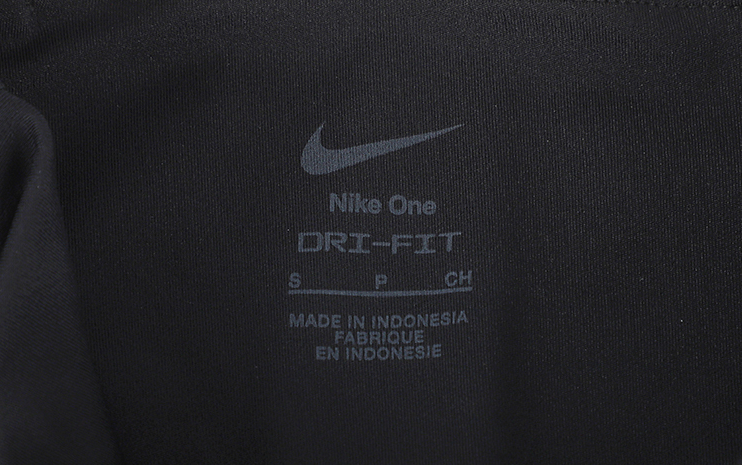 Nike One
DRI-FIT
S P CH
MADE IN INDONESIA
FABRIQUE
EN INDONESIE